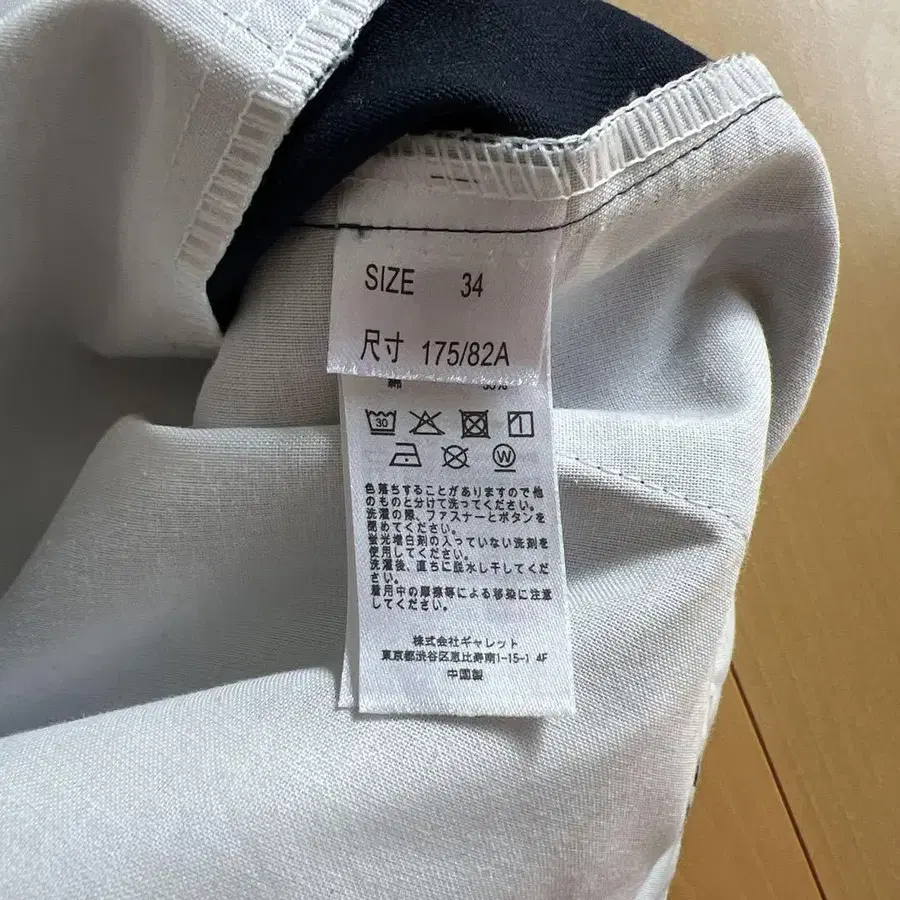 SIZE 34
尺寸 175/82A
綿
30
W
色落ちすることがありますので他
のものと分けて洗ってください。
洗濯の際、ファスナーとボタンを
閉めてください。
蛍光増白剤の入っていない洗剤を
使用してください。
洗濯後、直ちに脱水し干してくだ
さい。
着用中の摩擦等による移染に注意
してください。
株式会社ギャレット
東京都渋谷区恵比寿南1-15-1 4F
中国製